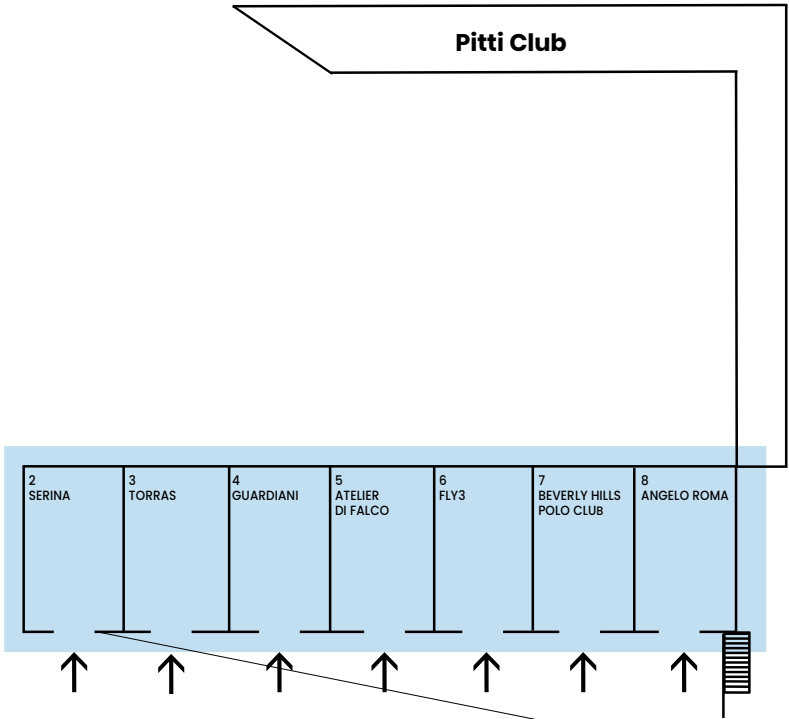 Pitti Club
2
SERINA
3
TORRAS
4
GUARDIANI
5
ATELIER
DI FALCO
6
FLY3
7
BEVERLY HILLS
POLO CLUB
8
ANGELO ROMA